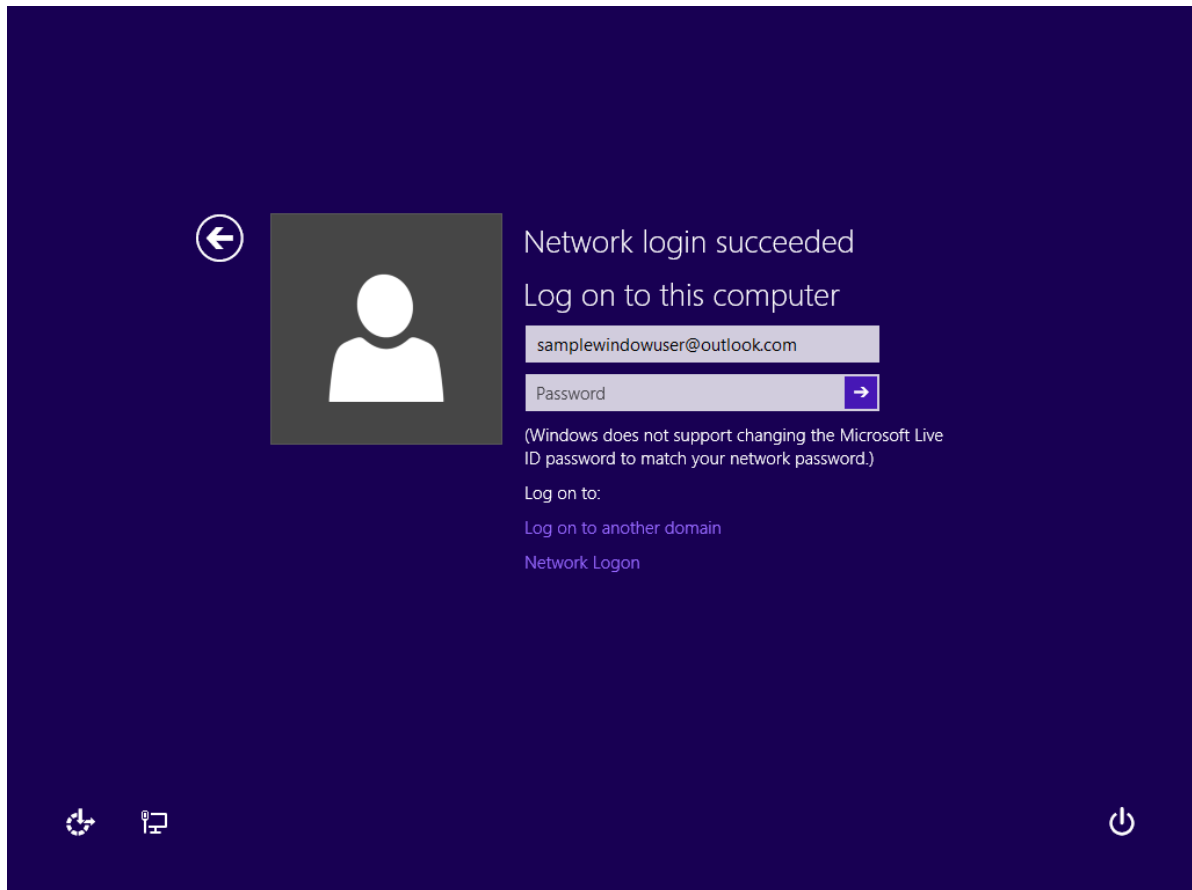 Network login succeeded
Log on to this computer
samplewindowuser@outlook.com
Password
(Windows does not support changing the Microsoft Live
ID password to match your network password.)
Log on to:
Log on to another domain
Network Logon